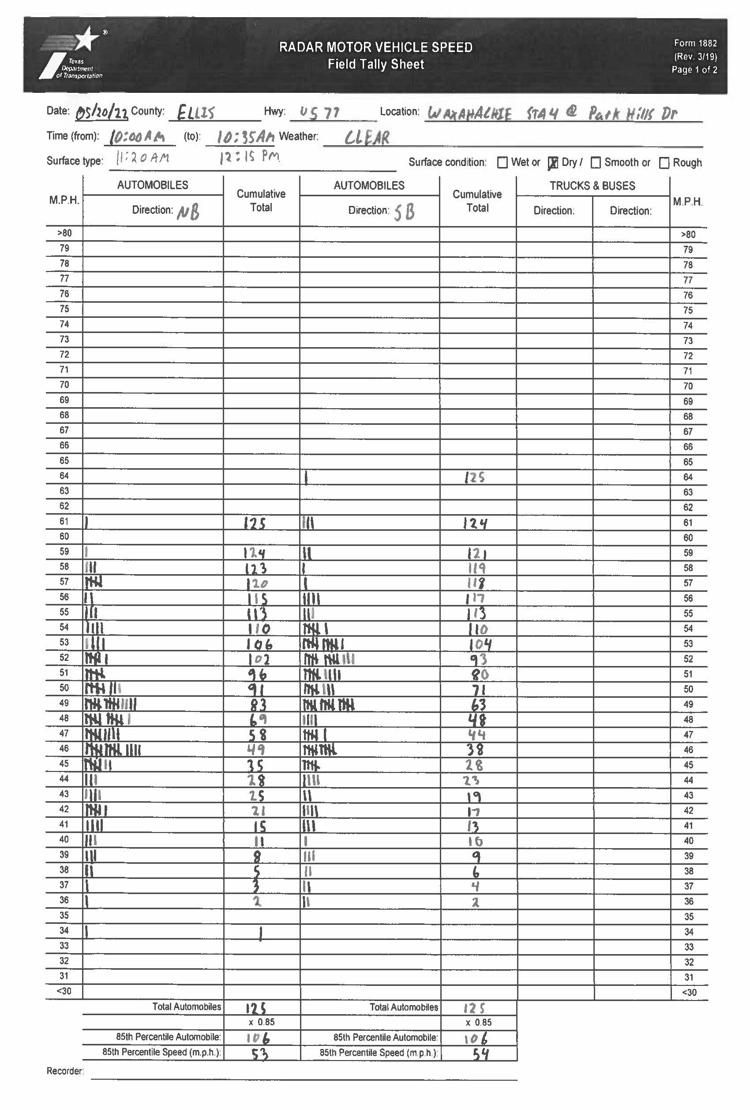 Texas
Department
of Transportation
®
RADAR MOTOR VEHICLE SPEED
Field Tally Sheet
Form 1882
(Rev. 3/19)
Page 1 of 2
Date: 05/20/22 County: ELLIS Hwy: US 77 Location: WAXAHACHIE STA 4 @ Park Hills Dr
Time (from): 10:00 AM (to): 10:35 AM Weather: CLEAR
Surface type: 11:20 AM 12:15 PM Surface condition: Wet or Dry / Smooth or Rough
M.P.H. AUTOMOBILES Direction: NB Cumulative Total AUTOMOBILES Direction: SB Cumulative Total TRUCKS & BUSES Direction: Direction: M.P.H.
>80 >80
79 79
78 78
77 77
76 76
75 75
74 74
73 73
72 72
71 71
70 70
69 69
68 68
67 67
66 66
65 65
64 125 64
63 63
62 62
61 125 124 61
60 60
59 124 121 59
58 123 119 58
57 120 118 57
56 115 117 56
55 113 113 55
54 110 110 54
53 106 104 53
52 102 93 52
51 96 80 51
50 91 71 50
49 83 63 49
48 69 48 48
47 58 44 47
46 49 38 46
45 35 28 45
44 28 23 44
43 25 19 43
42 21 17 42
41 15 13 41
40 11 10 40
39 8 9 39
38 5 6 38
37 3 4 37
36 2 2 36
35 35
34 1 34
33 33
32 32
31 31
<30 <30
Total Automobiles 125 Total Automobiles 125
x 0.85 x 0.85
85th Percentile Automobile: 106 85th Percentile Automobile: 106
85th Percentile Speed (m.p.h.): 53 85th Percentile Speed (m.p.h.): 54
Recorder: